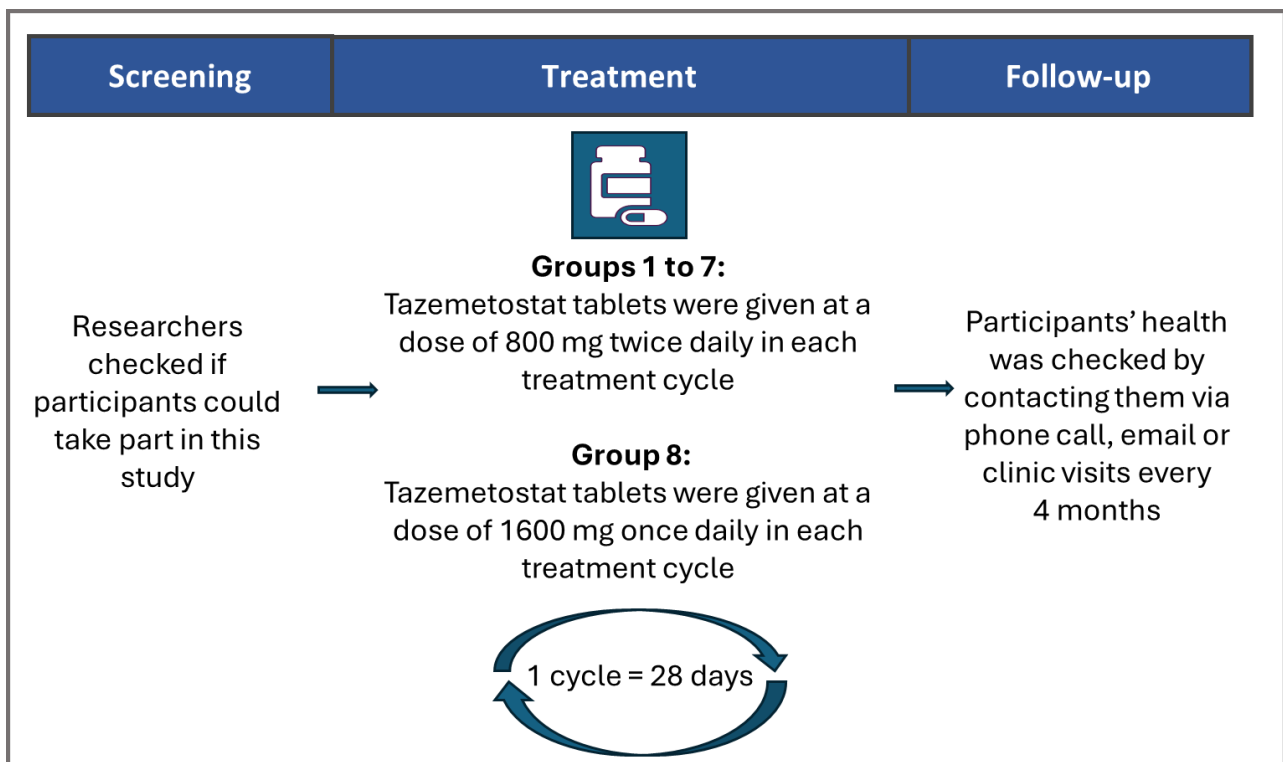 Screening
Treatment
Follow-up
Researchers
checked if
participants could
take part in this
study
Groups 1 to 7:
Tazemetostat tablets were given at a
dose of 800 mg twice daily in each
treatment cycle
Group 8:
Tazemetostat tablets were given at a
dose of 1600 mg once daily in each
treatment cycle
1 cycle = 28 days
Participants’ health
was checked by
contacting them via
phone call, email or
clinic visits every
4 months